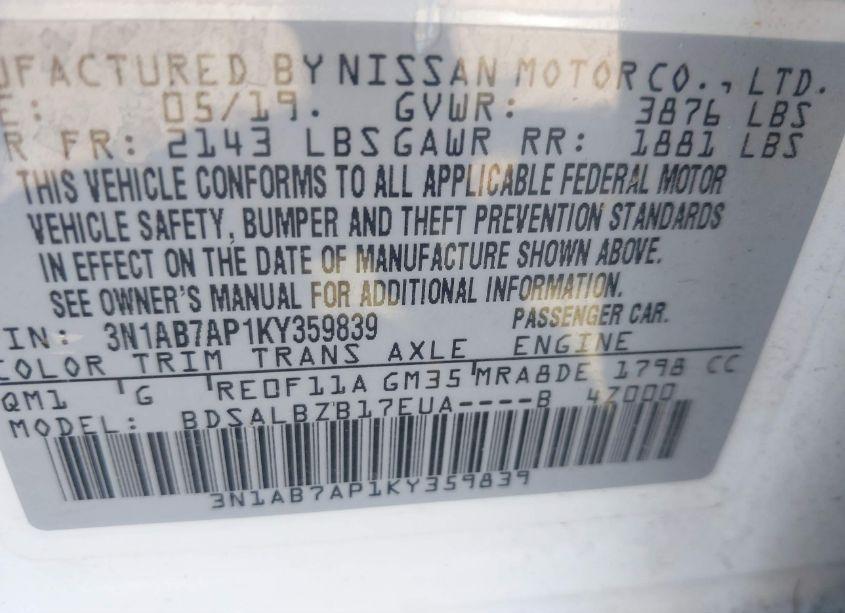 UFACTURED BY NISSAN MOTOR CO., LTD.
E: 05/19. GVWR: 3876 LBS
R FR: 2143 LBS GAWR RR: 1881 LBS
THIS VEHICLE CONFORMS TO ALL APPLICABLE FEDERAL MOTOR
VEHICLE SAFETY, BUMPER AND THEFT PREVENTION STANDARDS
IN EFFECT ON THE DATE OF MANUFACTURE SHOWN ABOVE.
SEE OWNER'S MANUAL FOR ADDITIONAL INFORMATION.
IN: 3N1AB7AP1KY359839 PASSENGER CAR.
COLOR TRIM TRANS AXLE ENGINE
QM1 G RE0F11A GM35 MRA8DE 1798 CC
MODEL: BDSALBZB17EUA----B 4Z000
3N1AB7AP1KY359839